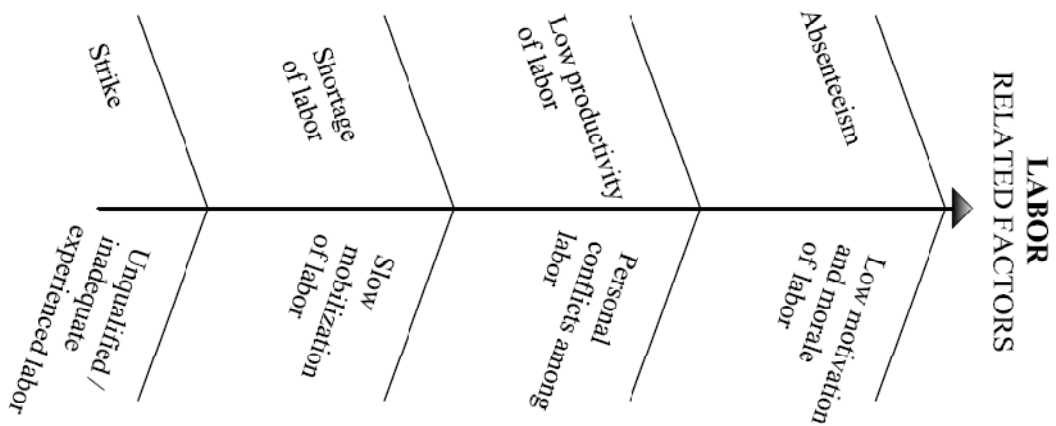 LABOR
RELATED FACTORS
Absenteeism
Low motivation
and morale
of labor
Low productivity
of labor
Personal
conflicts among
labor
Shortage
of labor
Slow
mobilization
of labor
Strike
Unqualified /
inadequate
experienced labor